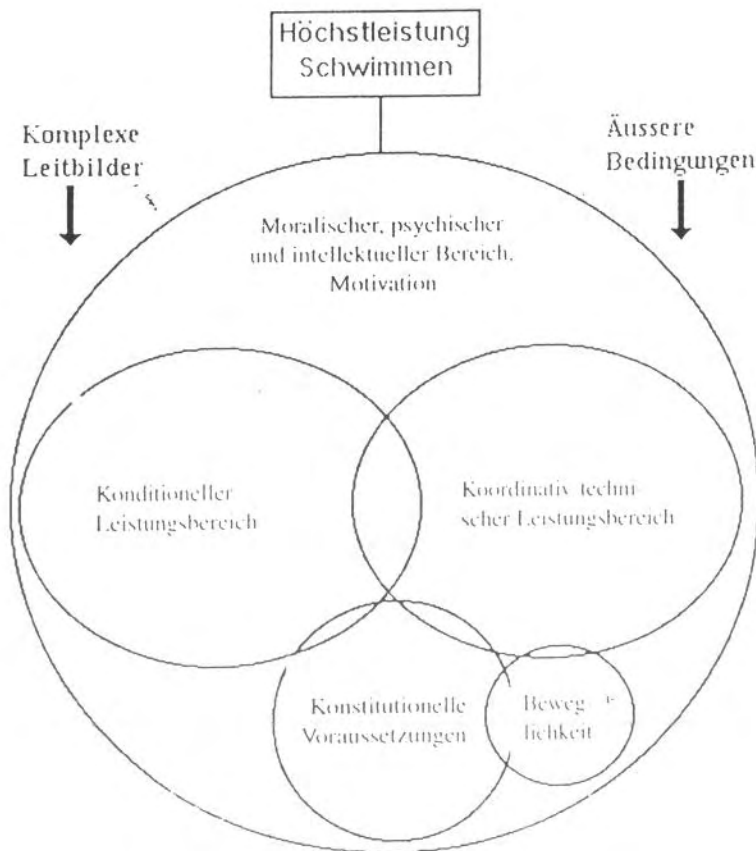 Höchstleistung
Schwimmen
Komplexe
Leitbilder
Äussere
Bedingungen
Moralischer, psychischer
und intellektueller Bereich,
Motivation
Konditioneller
Leistungsbereich
Koordinativ techni-
scher Leistungsbereich
Konstitutionelle
Voraussetzungen
Beweg-
lichkeit